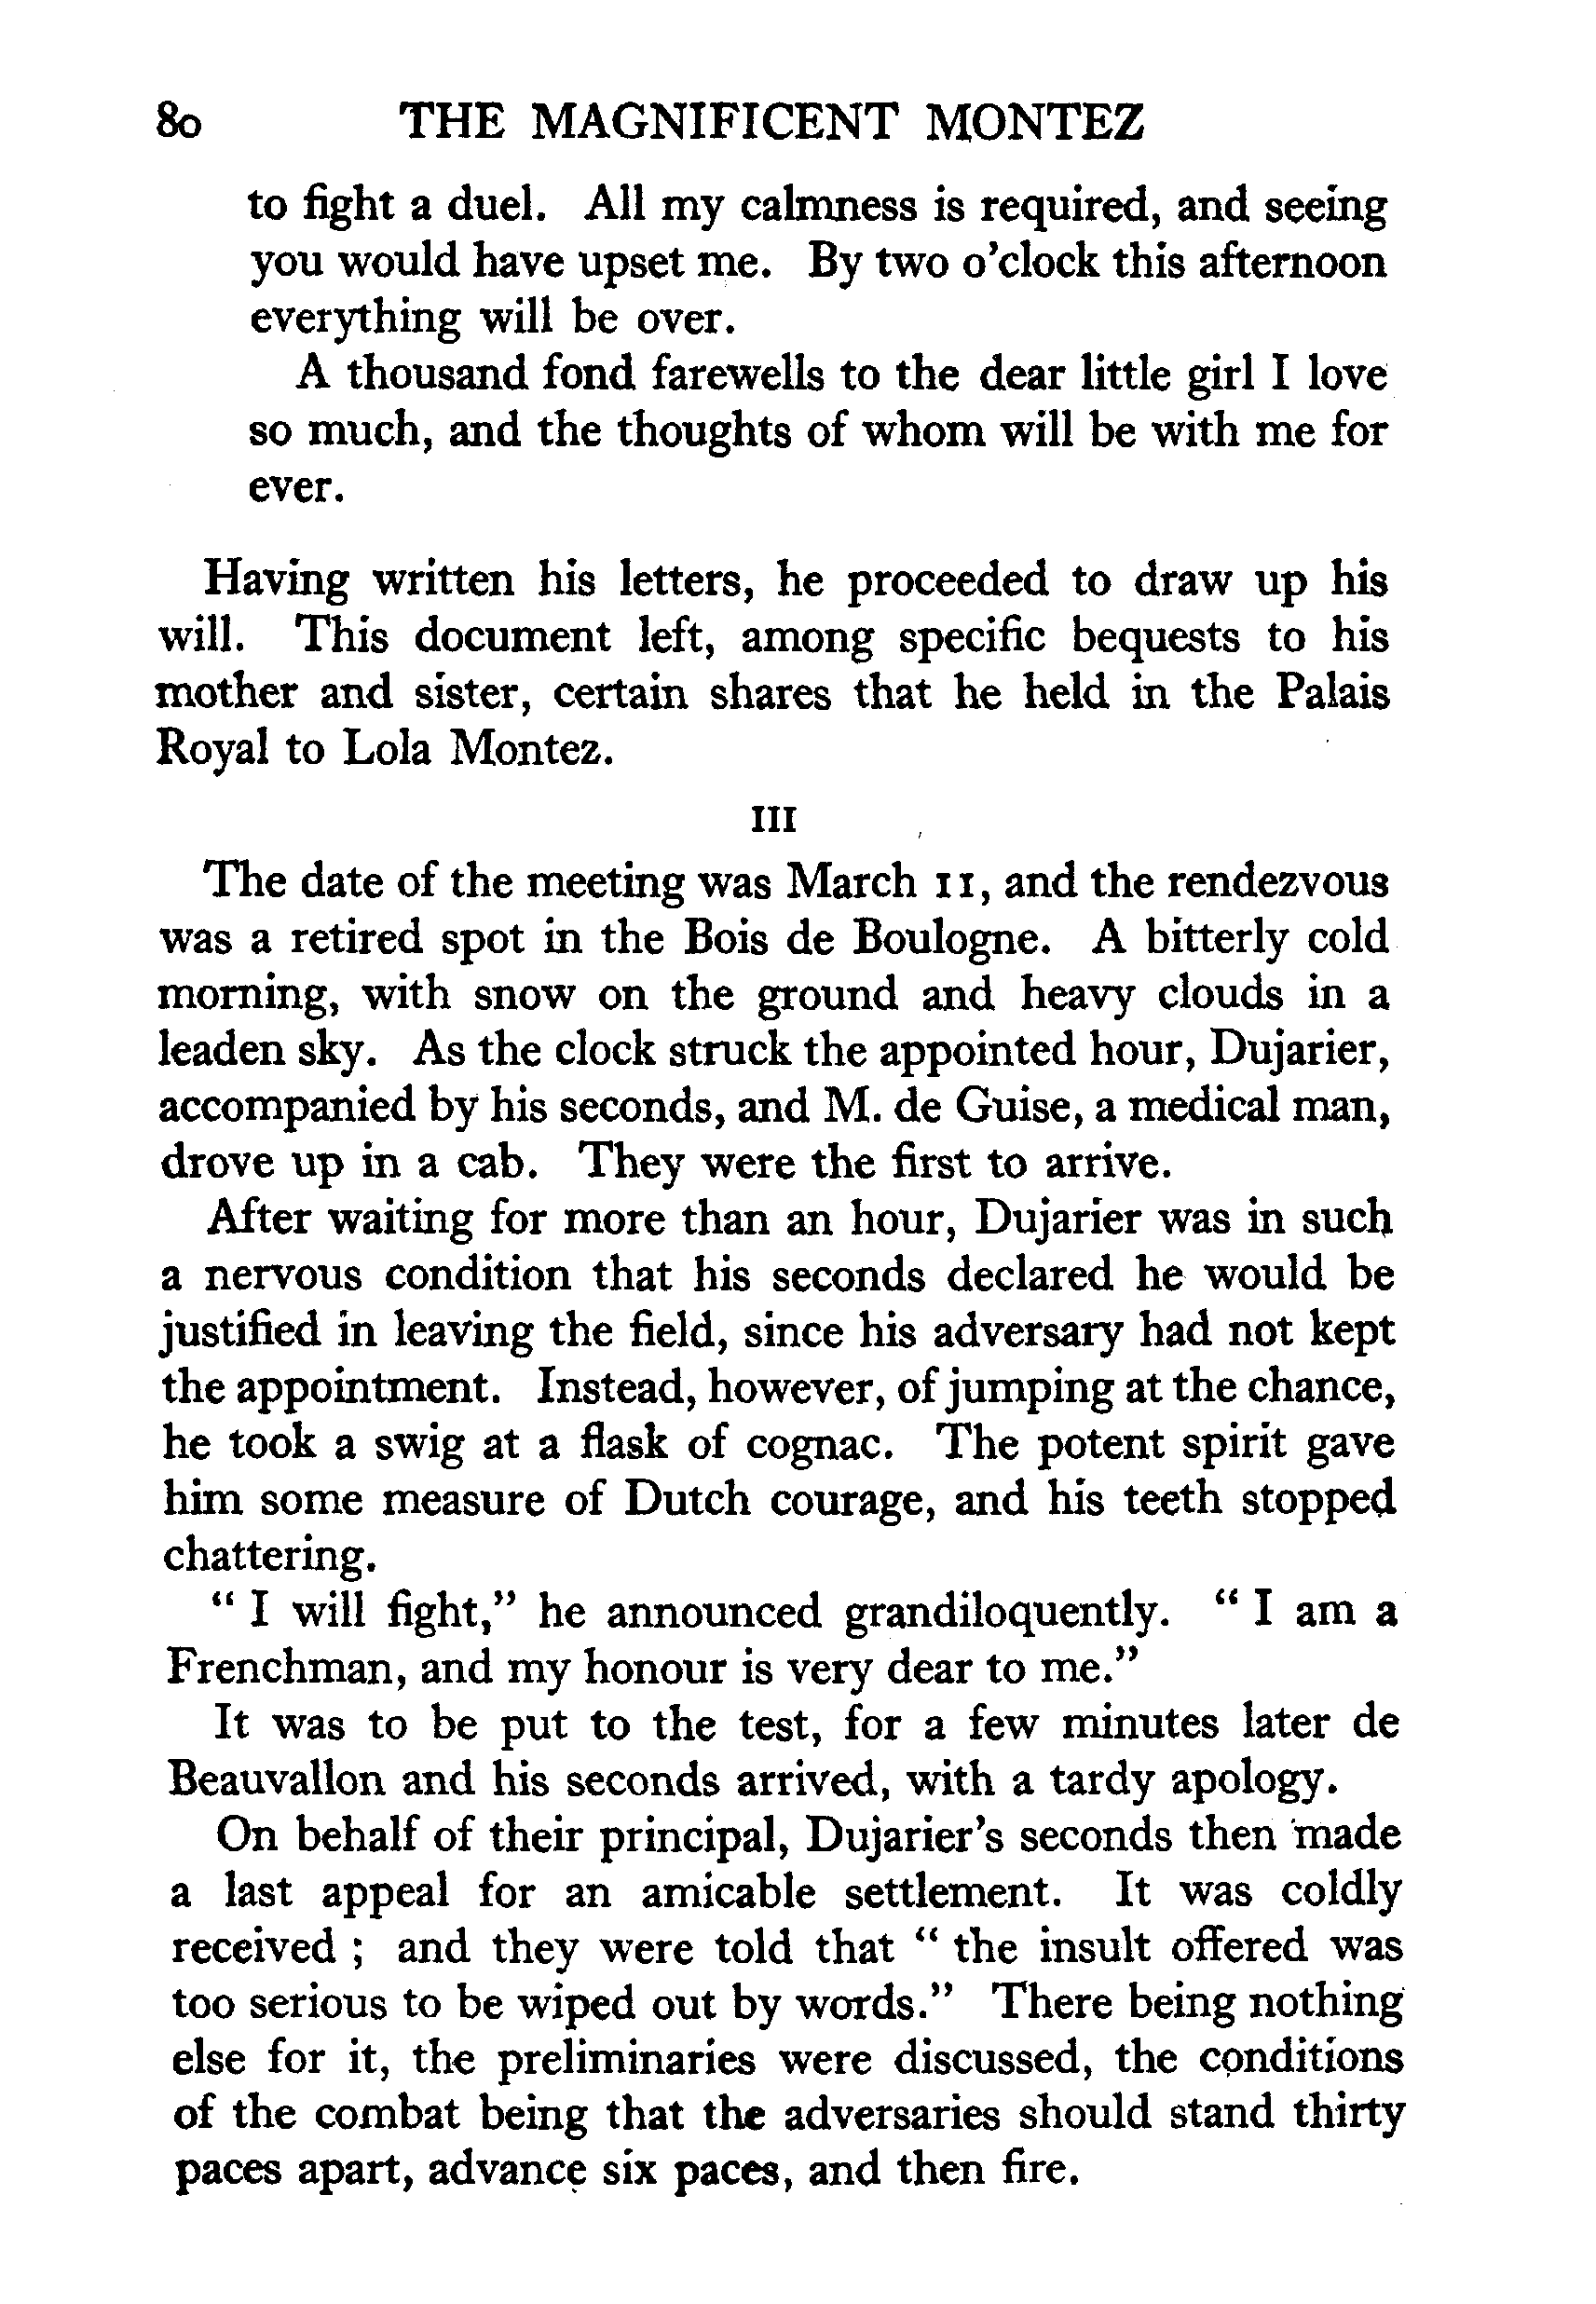 80 THE MAGNIFICENT MONTEZ
to fight a duel. All my calmness is required, and seeing
you would have upset me. By two o'clock this afternoon
everything will be over.
A thousand fond farewells to the dear little girl I love
so much, and the thoughts of whom will be with me for
ever.
Having written his letters, he proceeded to draw up his
will. This document left, among specific bequests to his
mother and sister, certain shares that he held in the Palais
Royal to Lola Montez.
III
The date of the meeting was March 11, and the rendezvous
was a retired spot in the Bois de Boulogne. A bitterly cold
morning, with snow on the ground and heavy clouds in a
leaden sky. As the clock struck the appointed hour, Dujarier,
accompanied by his seconds, and M. de Guise, a medical man,
drove up in a cab. They were the first to arrive.
After waiting for more than an hour, Dujarier was in such
a nervous condition that his seconds declared he would be
justified in leaving the field, since his adversary had not kept
the appointment. Instead, however, of jumping at the chance,
he took a swig at a flask of cognac. The potent spirit gave
him some measure of Dutch courage, and his teeth stopped
chattering.
" I will fight," he announced grandiloquently. " I am a
Frenchman, and my honour is very dear to me."
It was to be put to the test, for a few minutes later de
Beauvallon and his seconds arrived, with a tardy apology.
On behalf of their principal, Dujarier's seconds then made
a last appeal for an amicable settlement. It was coldly
received ; and they were told that " the insult offered was
too serious to be wiped out by words." There being nothing
else for it, the preliminaries were discussed, the conditions
of the combat being that the adversaries should stand thirty
paces apart, advance six paces, and then fire.